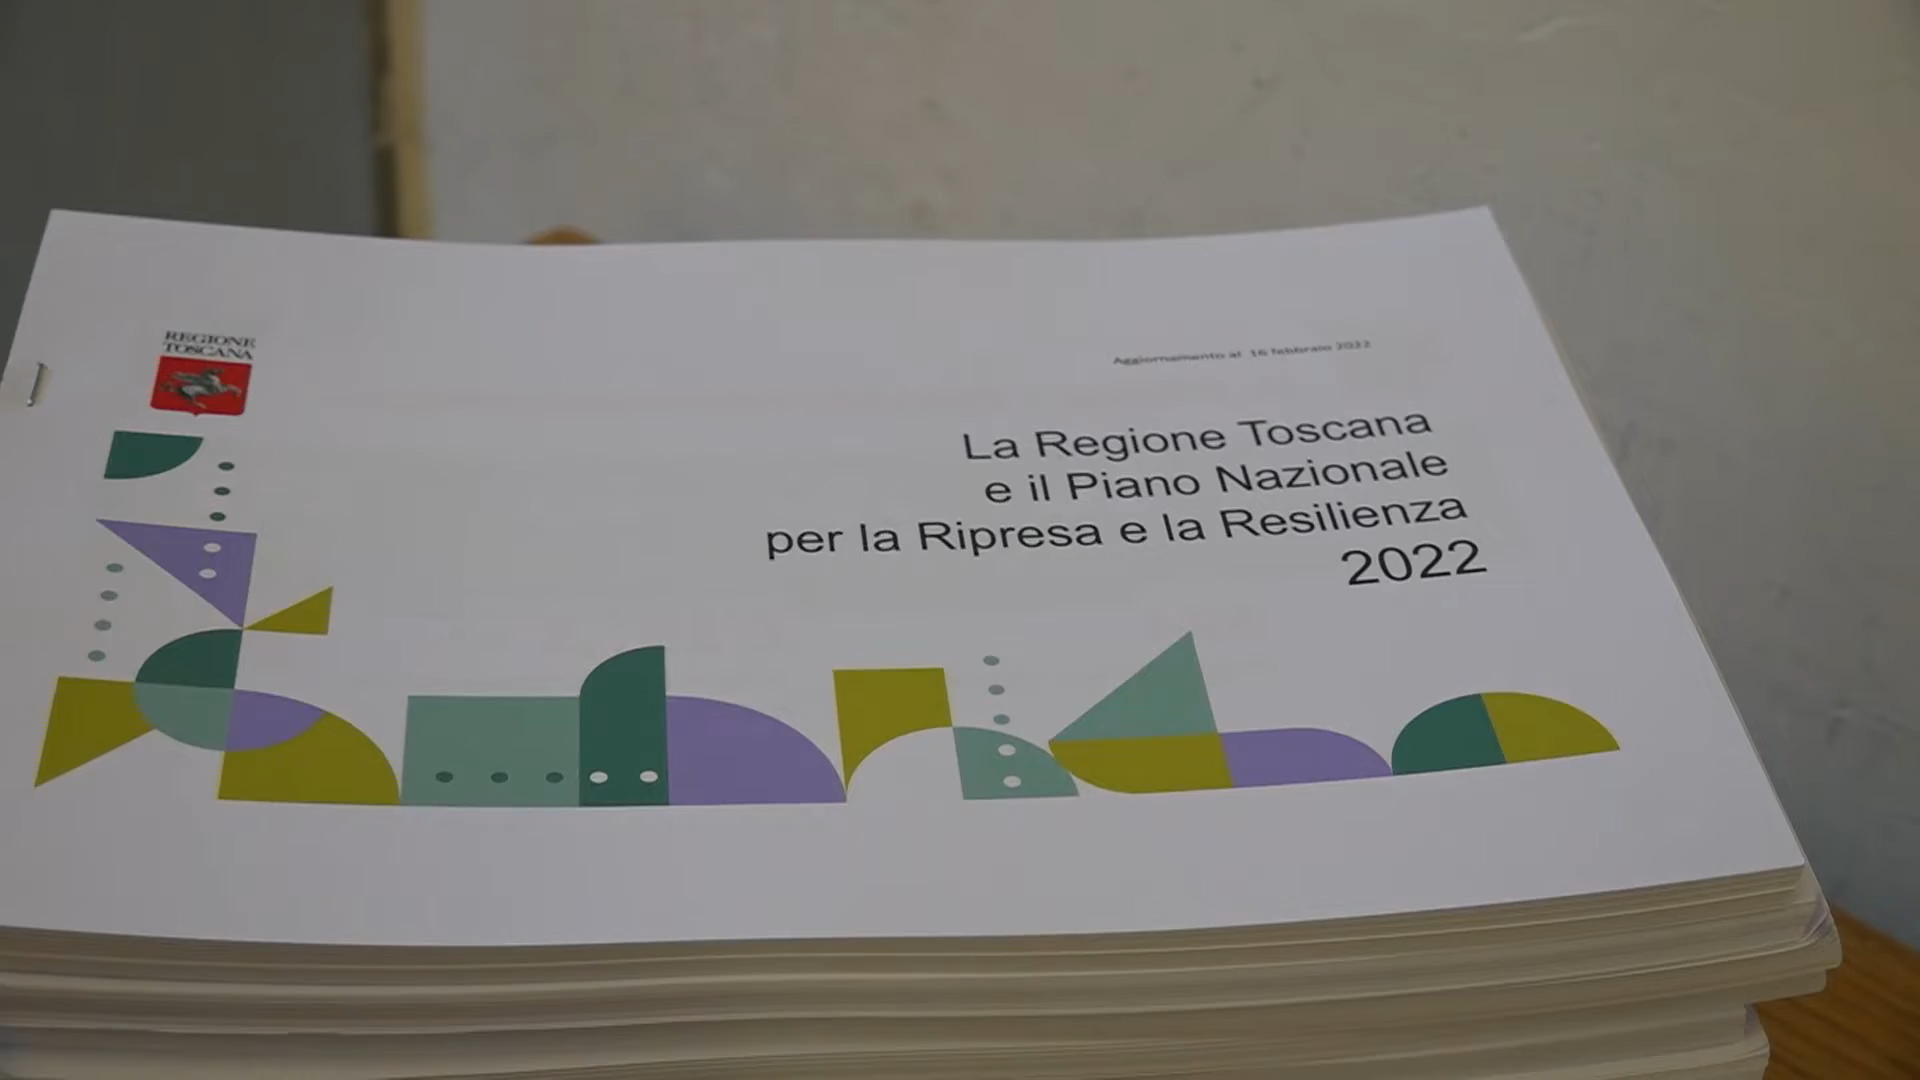 REGIONE
TOSCANA
Aggiornamento al 16 febbraio 2022
La Regione Toscana
e il Piano Nazionale
per la Ripresa e la Resilienza
2022